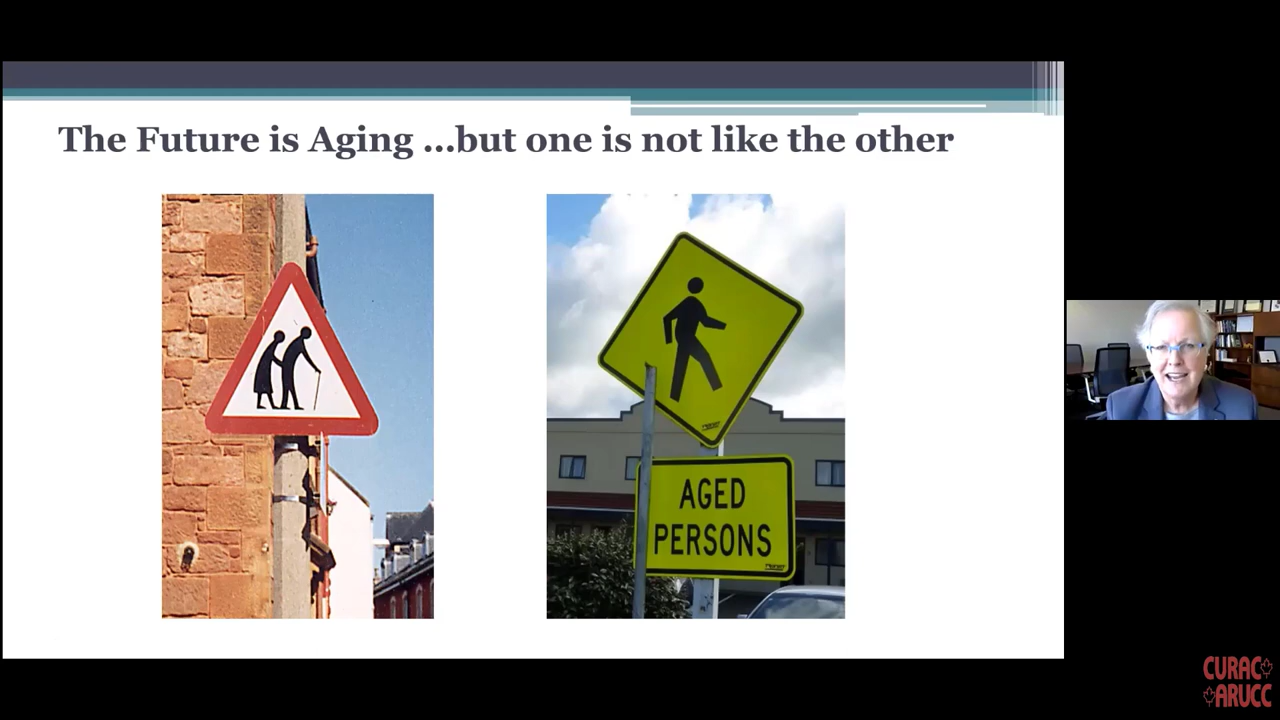 The Future is Aging ...but one is not like the other
AGED
PERSONS
CURAC
ARUCC